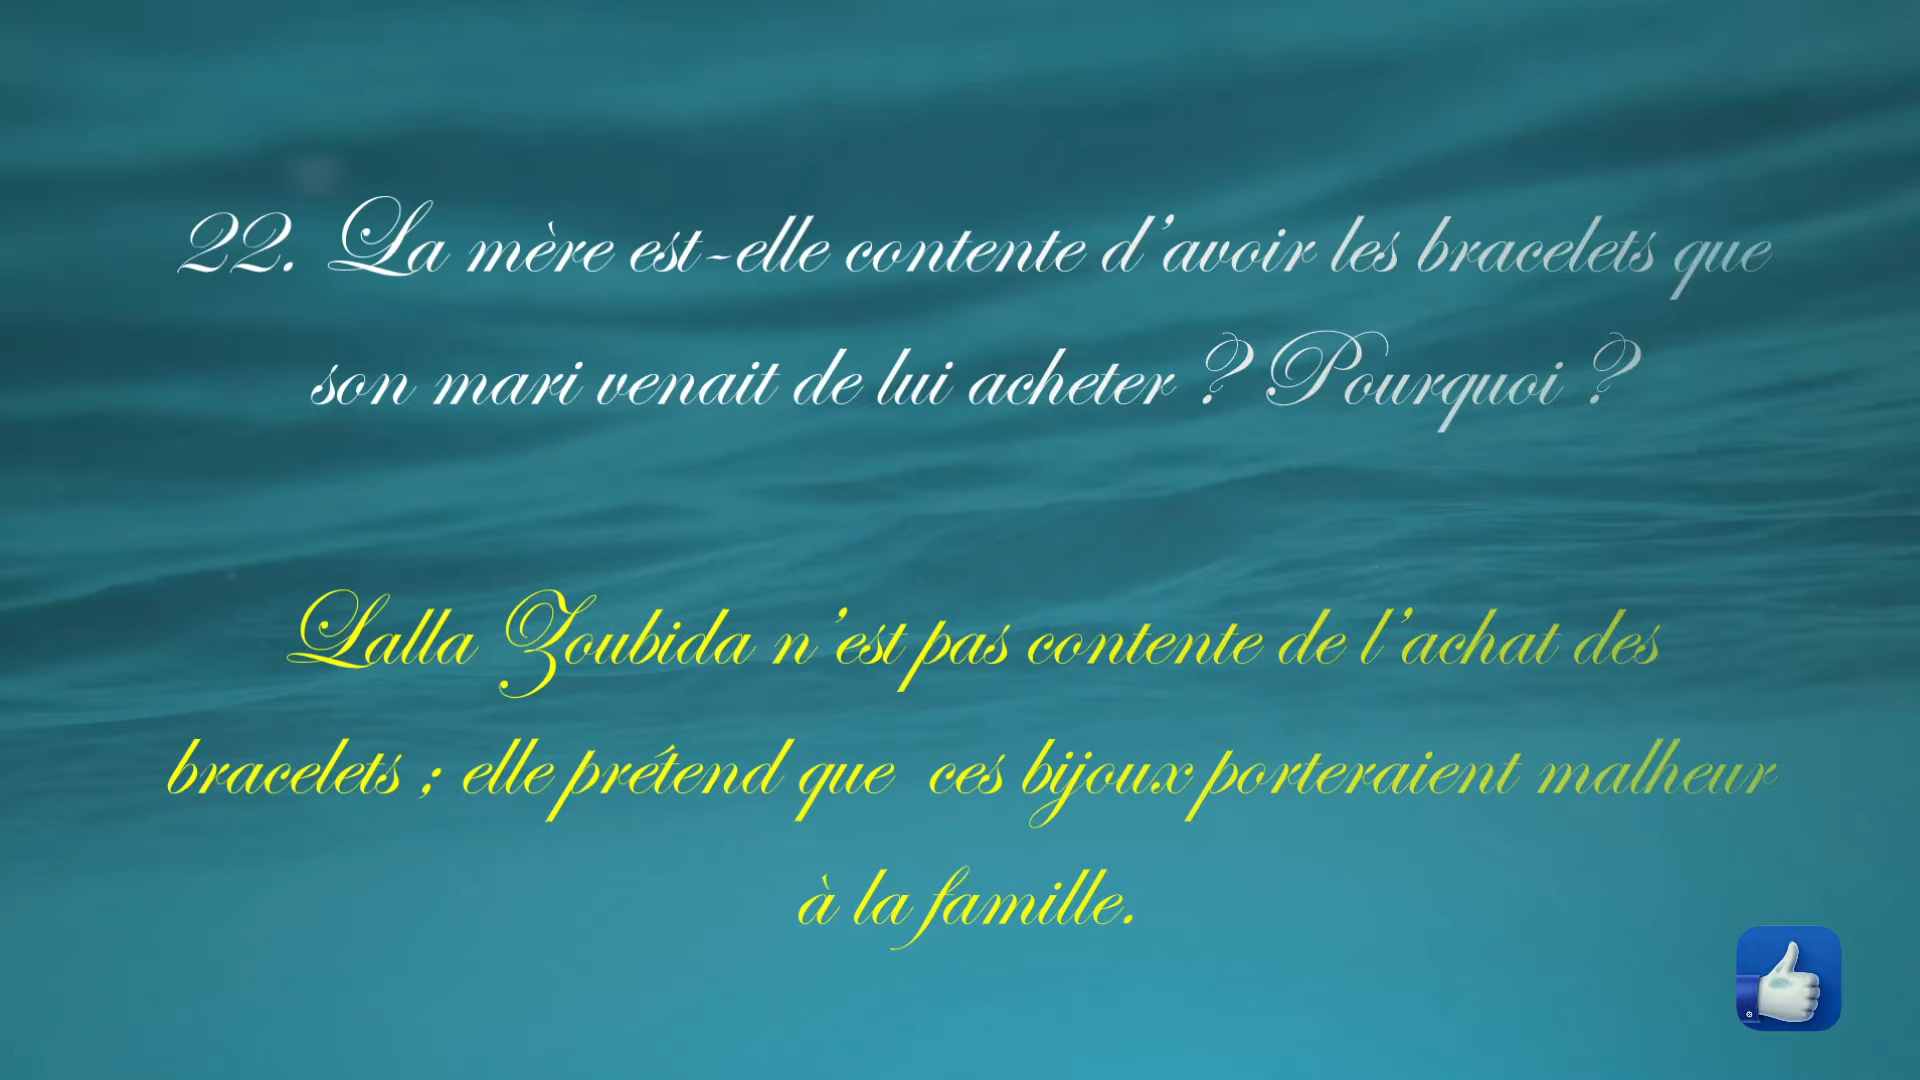 22. La mère est-elle contente d'avoir les bracelets que
son mari venait de lui acheter ? Pourquoi ?
Lalla Zoubida n'est pas contente de l'achat des
bracelets ; elle prétend que ces bijoux porteraient malheur
à la famille.